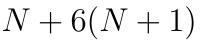 N + 6(N + 1)